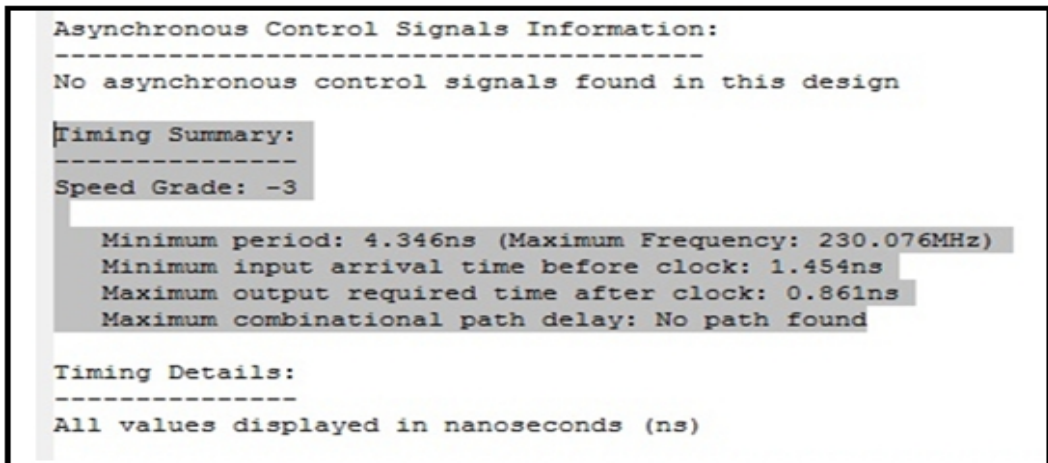 Asynchronous Control Signals Information:
----------------------------------------
No asynchronous control signals found in this design
Timing Summary:
---------------
Speed Grade: -3
Minimum period: 4.346ns (Maximum Frequency: 230.076MHz)
Minimum input arrival time before clock: 1.454ns
Maximum output required time after clock: 0.861ns
Maximum combinational path delay: No path found
Timing Details:
---------------
All values displayed in nanoseconds (ns)